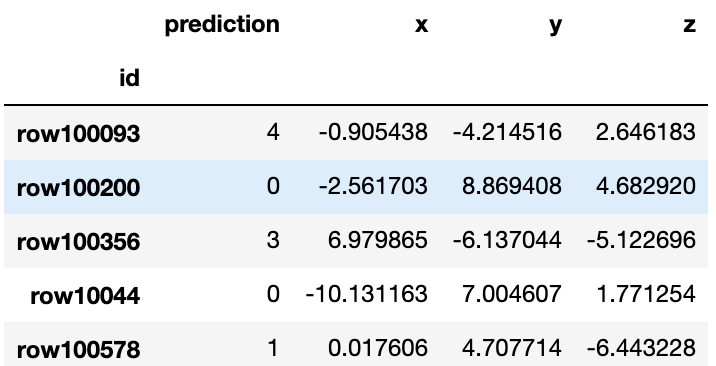 prediction x y z
id
row100093 4 -0.905438 -4.214516 2.646183
row100200 0 -2.561703 8.869408 4.682920
row100356 3 6.979865 -6.137044 -5.122696
row10044 0 -10.131163 7.004607 1.771254
row100578 1 0.017606 4.707714 -6.443228